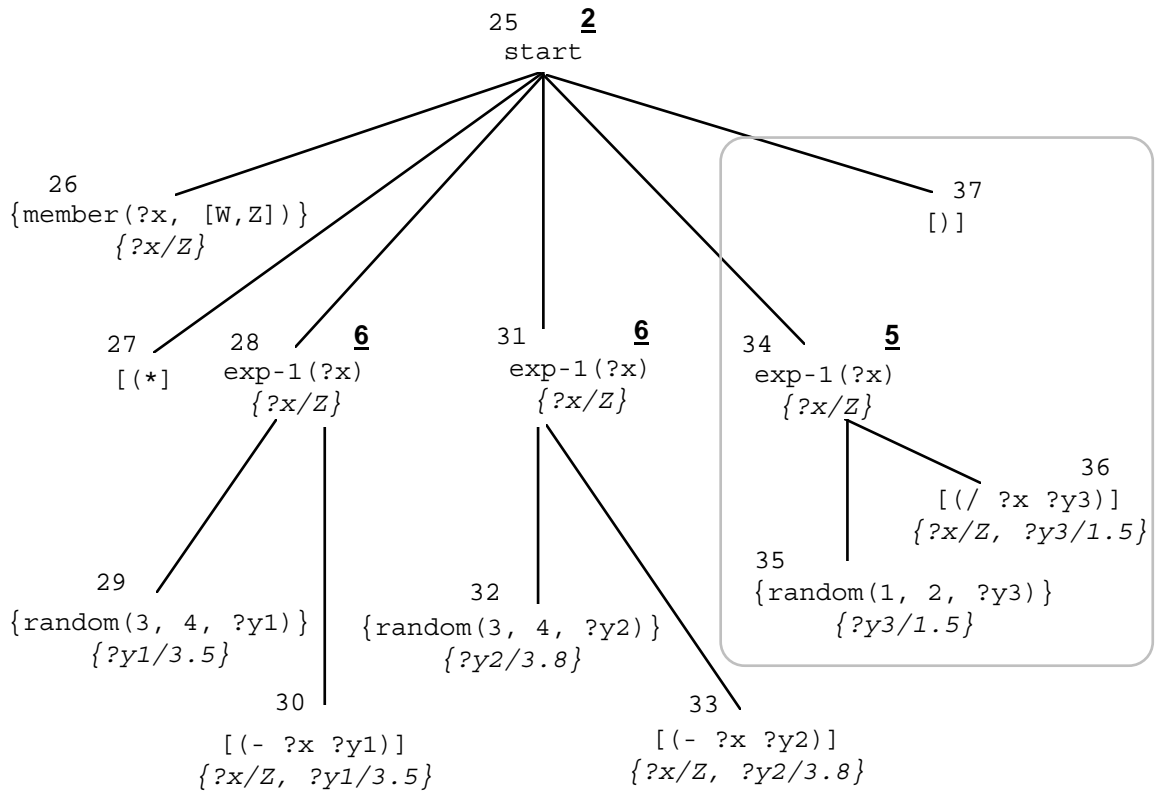 25 2
start
26
{member(?x, [W,Z])}
{?x/Z}
37
[)]
27
[(*]
28 6
exp-1(?x)
{?x/Z}
31 6
exp-1(?x)
{?x/Z}
34 5
exp-1(?x)
{?x/Z}
36
[(/ ?x ?y3)]
{?x/Z, ?y3/1.5}
29
{random(3, 4, ?y1)}
{?y1/3.5}
32
{random(3, 4, ?y2)}
{?y2/3.8}
35
{random(1, 2, ?y3)}
{?y3/1.5}
30
[(- ?x ?y1)]
{?x/Z, ?y1/3.5}
33
[(- ?x ?y2)]
{?x/Z, ?y2/3.8}